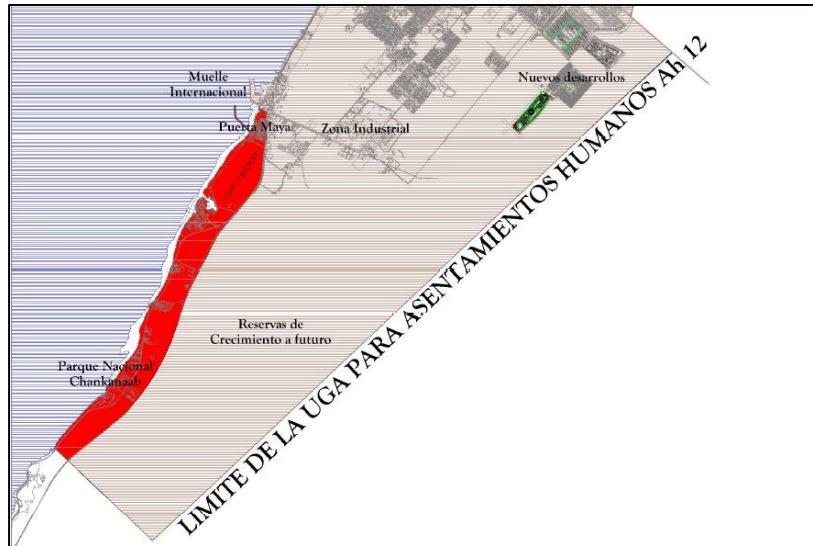 Muelle
Internacional
Nuevos desarrollos
Puerta Maya
Zona Industrial
Reservas de
Crecimiento a futuro
Parque Nacional
Chankanaab
LIMITE DE LA UGA PARA ASENTAMIENTOS HUMANOS Ah 12